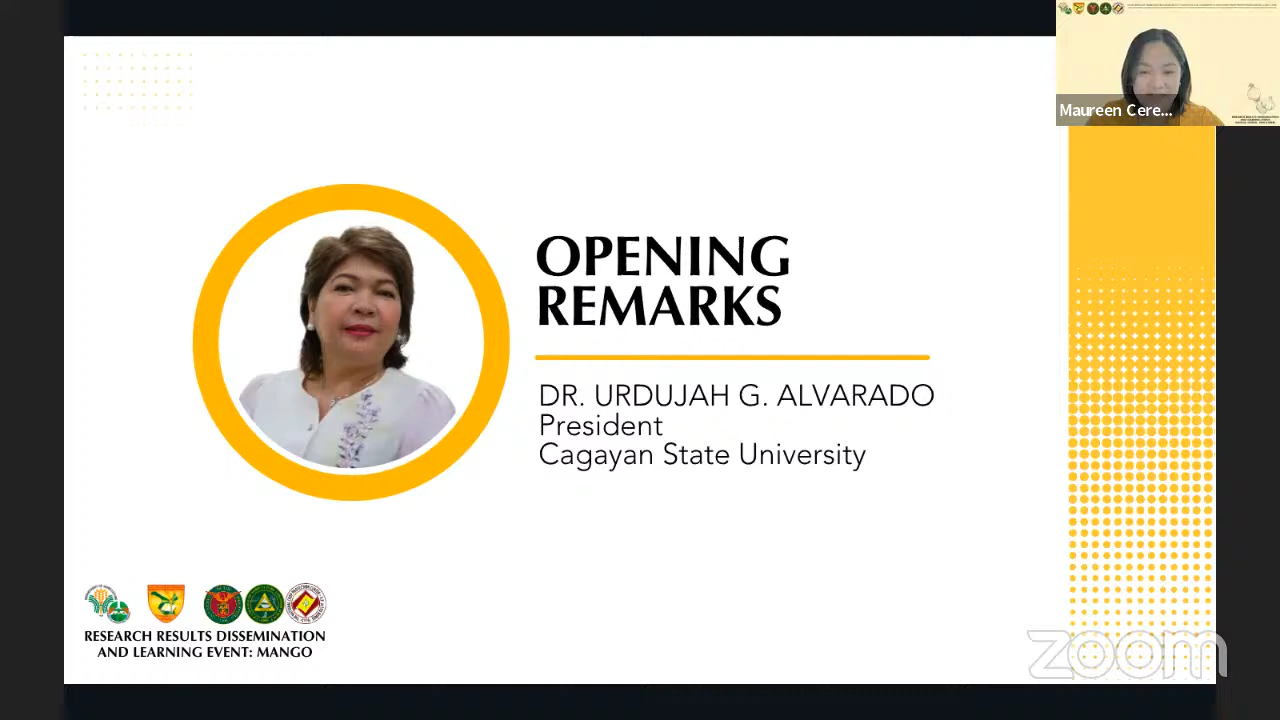 OPENING
REMARKS
DR. URDUJAH G. ALVARADO
President
Cagayan State University
RESEARCH RESULTS DISSEMINATION
AND LEARNING EVENT: MANGO
Maureen Cere...
zoom